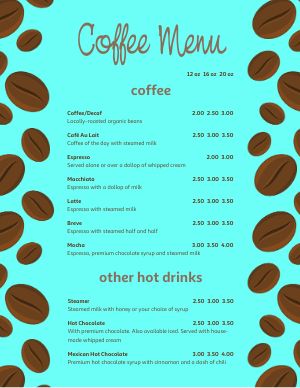 Coffee Menu
12 oz 16 oz 20 oz
coffee
Coffee/Decaf 2.00 2.50 3.00
Locally-roasted organic beans
Café Au Lait 2.50 3.00 3.50
Coffee of the day with steamed milk
Espresso 2.00 3.00
Served alone or over a dollop of whipped cream
Macchiato 2.50 3.00 3.50
Espresso with a dollop of milk
Latte 2.50 3.00 3.50
Espresso with steamed milk
Breve 2.50 3.00 3.50
Espresso with steamed half and half
Mocha 3.00 3.50 4.00
Espresso, premium chocolate syrup and steamed milk
other hot drinks
Steamer 2.50 3.00 3.50
Steamed milk with honey or your choice of syrup
Hot Chocolate 2.50 3.00 3.50
With premium chocolate. Also available iced. Served with house-
made whipped cream
Mexican Hot Chocolate 3.00 3.50 4.00
Premium hot chocolate syrup with cinnamon and a dash of chili